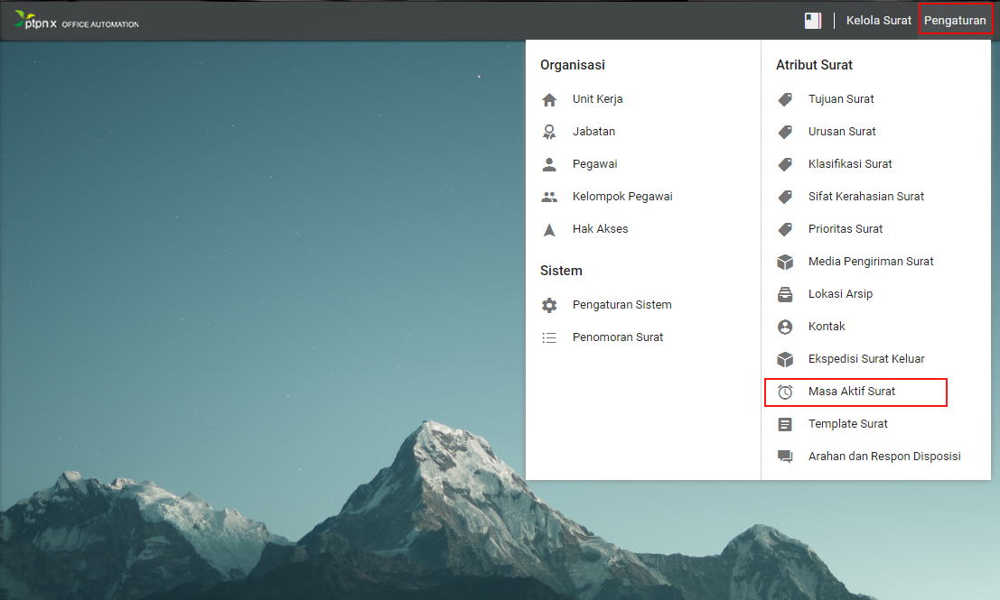 ptpn x OFFICE AUTOMATION
Kelola Surat
Pengaturan
Organisasi
Unit Kerja
Jabatan
Pegawai
Kelompok Pegawai
Hak Akses
Sistem
Pengaturan Sistem
Penomoran Surat
Atribut Surat
Tujuan Surat
Urusan Surat
Klasifikasi Surat
Sifat Kerahasian Surat
Prioritas Surat
Media Pengiriman Surat
Lokasi Arsip
Kontak
Ekspedisi Surat Keluar
Masa Aktif Surat
Template Surat
Arahan dan Respon Disposisi